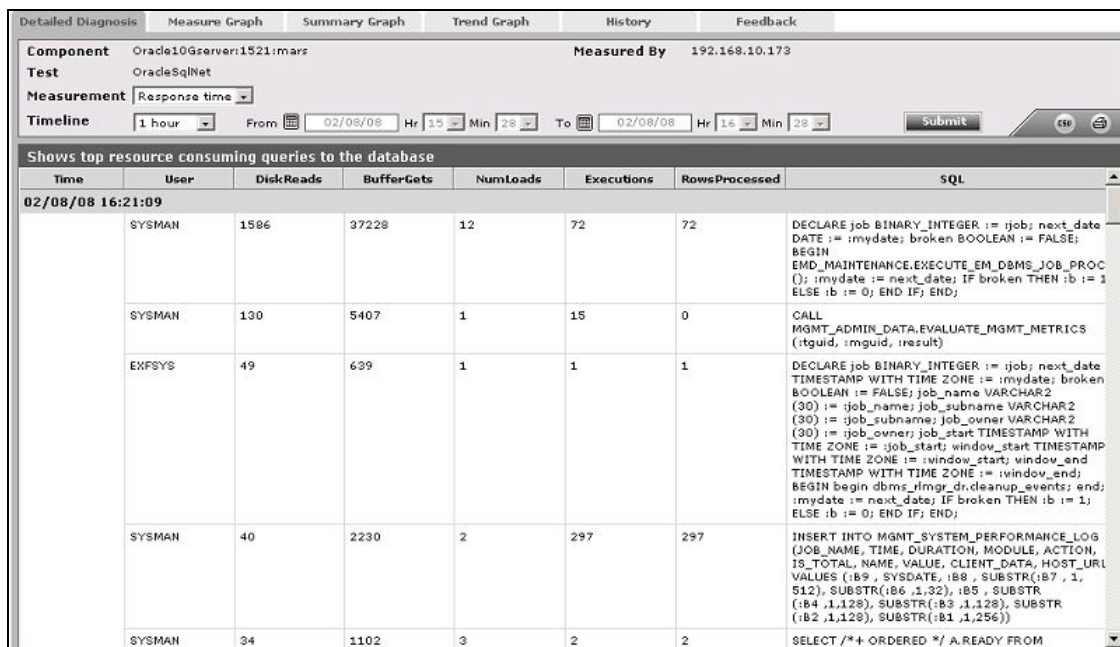 Detailed Diagnosis Measure Graph Summary Graph Trend Graph History Feedback
Component Oracle10Gserver:1521:mars Measured By 192.168.10.173
Test OracleSqlNet
Measurement Response time
Timeline 1 hour From 02/08/08 Hr 15 Min 28 To 02/08/08 Hr 16 Min 28 Submit CSV
Shows top resource consuming queries to the database
Time User DiskReads BufferGets NumLoads Executions RowsProcessed SQL
02/08/08 16:21:09
SYSMAN 1586 37228 12 72 72 DECLARE job BINARY_INTEGER := :job; next_date
DATE := :mydate; broken BOOLEAN := FALSE;
BEGIN
EMD_MAINTENANCE.EXECUTE_EM_DBMS_JOB_PROC
(); :mydate := next_date; IF broken THEN :b := 1
ELSE :b := 0; END IF; END;
SYSMAN 130 5407 1 15 0 CALL
MGMT_ADMIN_DATA.EVALUATE_MGMT_METRICS
(:tguid, :mguid, :result)
EXFSYS 49 639 1 1 1 DECLARE job BINARY_INTEGER := :job; next_date
TIMESTAMP WITH TIME ZONE := :mydate; broken
BOOLEAN := FALSE; job_name VARCHAR2
(30) := :job_name; job_subname VARCHAR2
(30) := :job_subname; job_owner VARCHAR2
(30) := :job_owner; job_start TIMESTAMP WITH
TIME ZONE := :job_start; window_start TIMESTAMP
WITH TIME ZONE := :window_start; window_end
TIMESTAMP WITH TIME ZONE := :window_end;
BEGIN begin dbms_rlmgr_dr.cleanup_events; end;
:mydate := next_date; IF broken THEN :b := 1;
ELSE :b := 0; END IF; END;
SYSMAN 40 2230 2 297 297 INSERT INTO MGMT_SYSTEM_PERFORMANCE_LOG
(JOB_NAME, TIME, DURATION, MODULE, ACTION,
IS_TOTAL, NAME, VALUE, CLIENT_DATA, HOST_URL
VALUES (:B9 , SYSDATE, :B8 , SUBSTR(:B7 , 1,
512), SUBSTR(:B6 ,1,32), :B5 , SUBSTR
(:B4 ,1,128), SUBSTR(:B3 ,1,128), SUBSTR
(:B2 ,1,128), SUBSTR(:B1 ,1,256))
SYSMAN 34 1102 3 2 2 SELECT /*+ ORDERED */ A.READY FROM